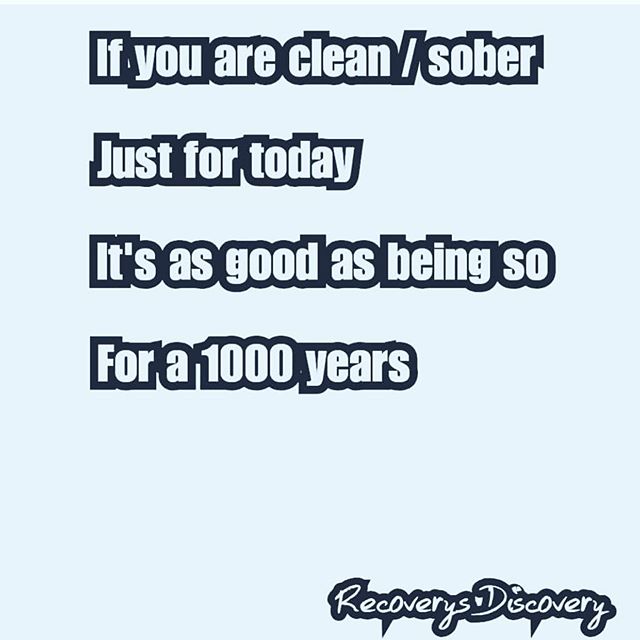 If you are clean / sober
Just for today
It's as good as being so
For a 1000 years
Recoverys Discovery